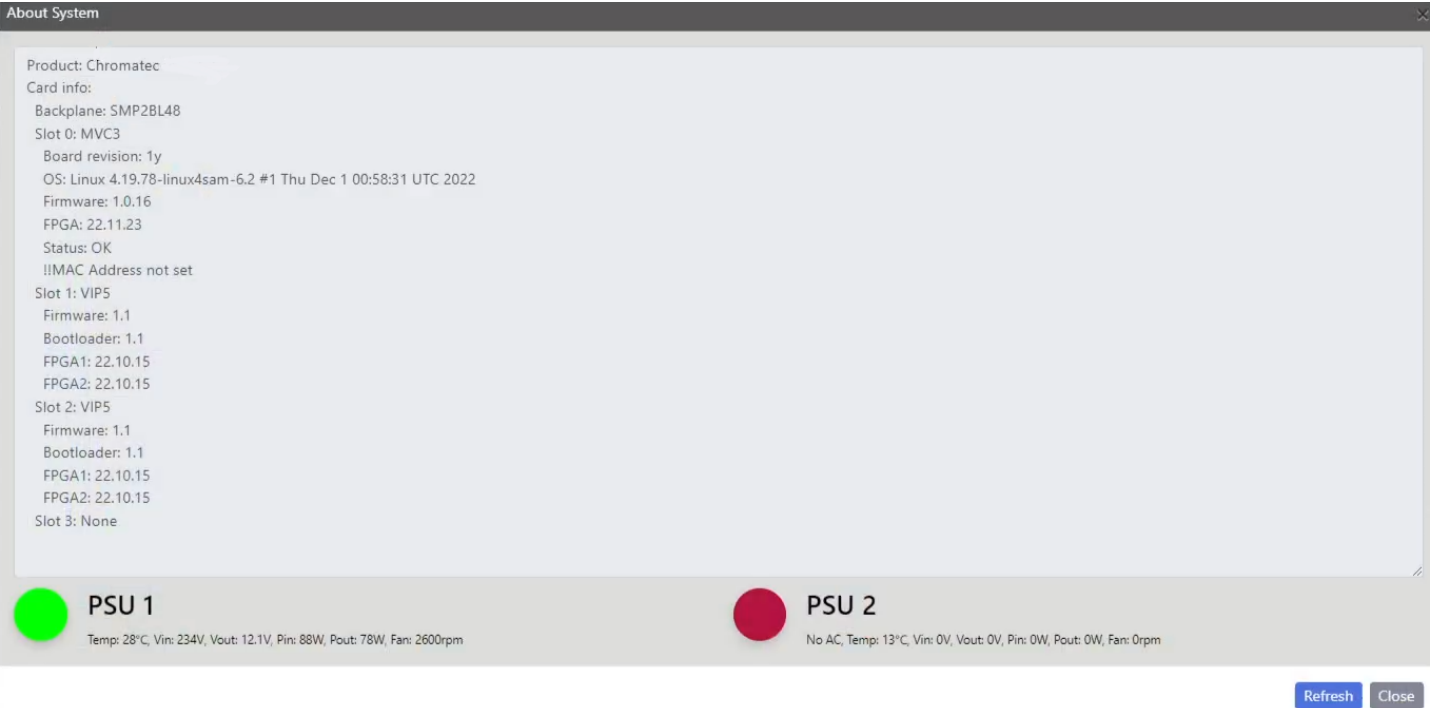 About System
Product: Chromatec
Card info:
Backplane: SMP2BL48
Slot 0: MVC3
Board revision: 1y
OS: Linux 4.19.78-linux4sam-6.2 #1 Thu Dec 1 00:58:31 UTC 2022
Firmware: 1.0.16
FPGA: 22.11.23
Status: OK
!!MAC Address not set
Slot 1: VIP5
Firmware: 1.1
Bootloader: 1.1
FPGA1: 22.10.15
FPGA2: 22.10.15
Slot 2: VIP5
Firmware: 1.1
Bootloader: 1.1
FPGA1: 22.10.15
FPGA2: 22.10.15
Slot 3: None
PSU 1
Temp: 28°C, Vin: 234V, Vout: 12.1V, Pin: 88W, Pout: 78W, Fan: 2600rpm
PSU 2
No AC, Temp: 13°C, Vin: 0V, Vout: 0V, Pin: 0W, Pout: 0W, Fan: 0rpm
Refresh
Close